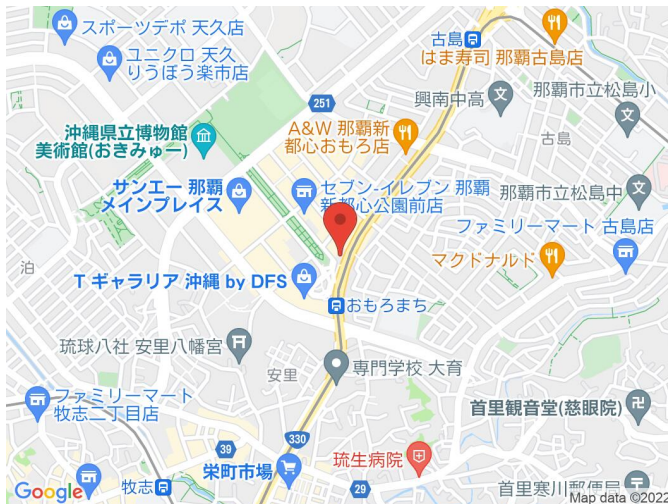 スポーツデポ 天久店
ユニクロ 天久
りうぼう楽市店
古島
はま寿司 那覇古島店
興南中高
那覇市立松島小
251
沖縄県立博物館
美術館(おきみゅー)
A&W 那覇新
都心おもろ店
古島
サンエー 那覇
メインプレイス
セブン-イレブン 那覇
新都心公園前店
那覇市立松島中
ファミリーマート 古島店
泊
マクドナルド
T ギャラリア 沖縄 by DFS
おもろまち
琉球八社 安里八幡宮
安里
専門学校 大育
ファミリーマート
牧志二丁目店
首里観音堂(慈眼院)
330
39
栄町市場
琉生病院
牧志
29
首里寒川郵便局
Google
Map data ©2022